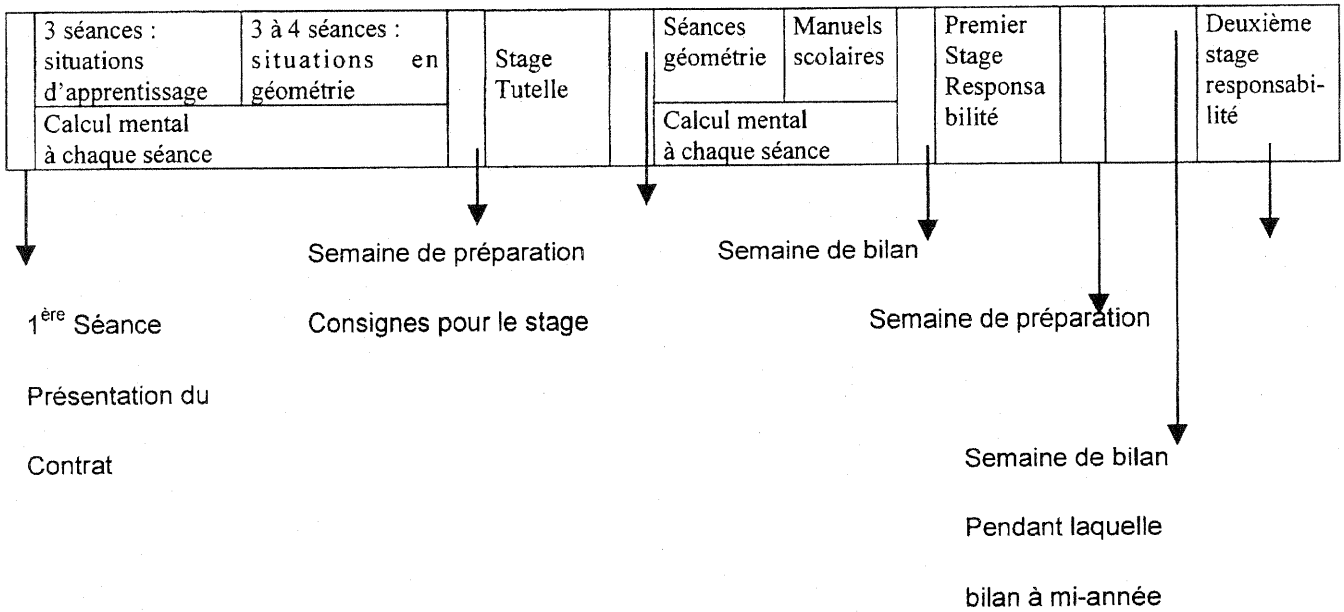 3 séances :
situations
d'apprentissage
3 à 4 séances :
situations en
géométrie
Calcul mental
à chaque séance
Stage
Tutelle
Séances
géométrie
Manuels
scolaires
Calcul mental
à chaque séance
Premier
Stage
Responsa
bilité
Deuxième
stage
responsabi-
lité
Semaine de préparation
Consignes pour le stage
Semaine de bilan
1ère Séance
Présentation du
Contrat
Semaine de préparation
Semaine de bilan
Pendant laquelle
bilan à mi-année